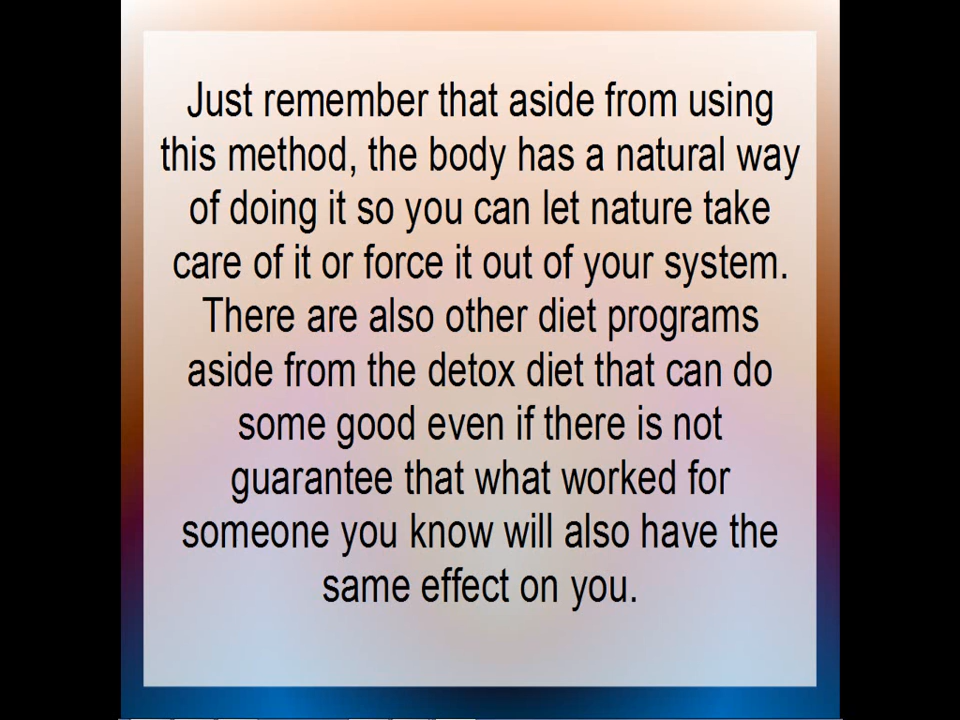 Just remember that aside from using
this method, the body has a natural way
of doing it so you can let nature take
care of it or force it out of your system.
There are also other diet programs
aside from the detox diet that can do
some good even if there is not
guarantee that what worked for
someone you know will also have the
same effect on you.